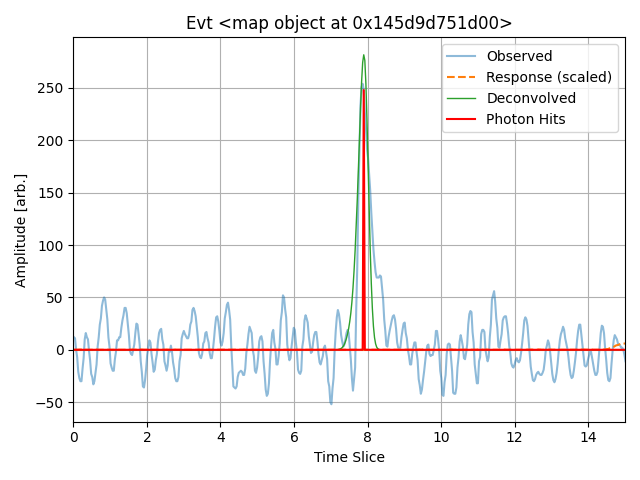 Evt <map object at 0x145d9d751d00>
Observed
Response (scaled)
Deconvolved
Photon Hits
Amplitude [arb.]
250
200
150
100
50
0
−50
0 2 4 6 8 10 12 14
Time Slice